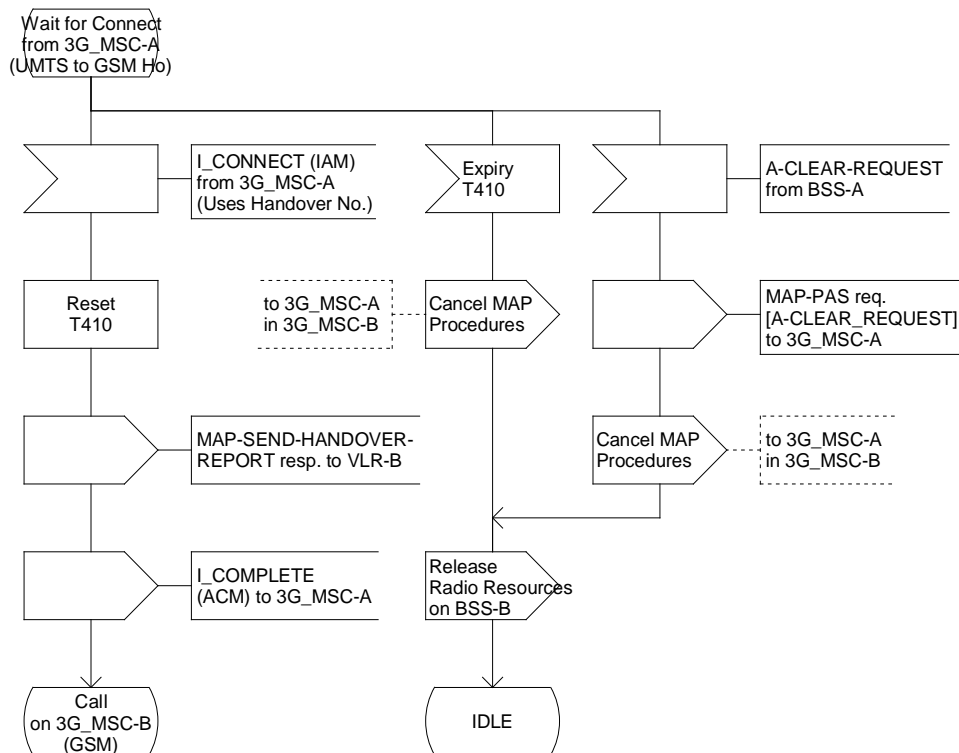 Wait for Connect
from 3G_MSC-A
(UMTS to GSM Ho)
I_CONNECT (IAM)
from 3G_MSC-A
(Uses Handover No.)
Expiry
T410
A-CLEAR-REQUEST
from BSS-A
Reset
T410
to 3G_MSC-A
in 3G_MSC-B
Cancel MAP
Procedures
MAP-PAS req.
[A-CLEAR_REQUEST]
to 3G_MSC-A
MAP-SEND-HANDOVER-
REPORT resp. to VLR-B
Cancel MAP
Procedures
to 3G_MSC-A
in 3G_MSC-B
I_COMPLETE
(ACM) to 3G_MSC-A
Release
Radio Resources
on BSS-B
Call
on 3G_MSC-B
(GSM)
IDLE